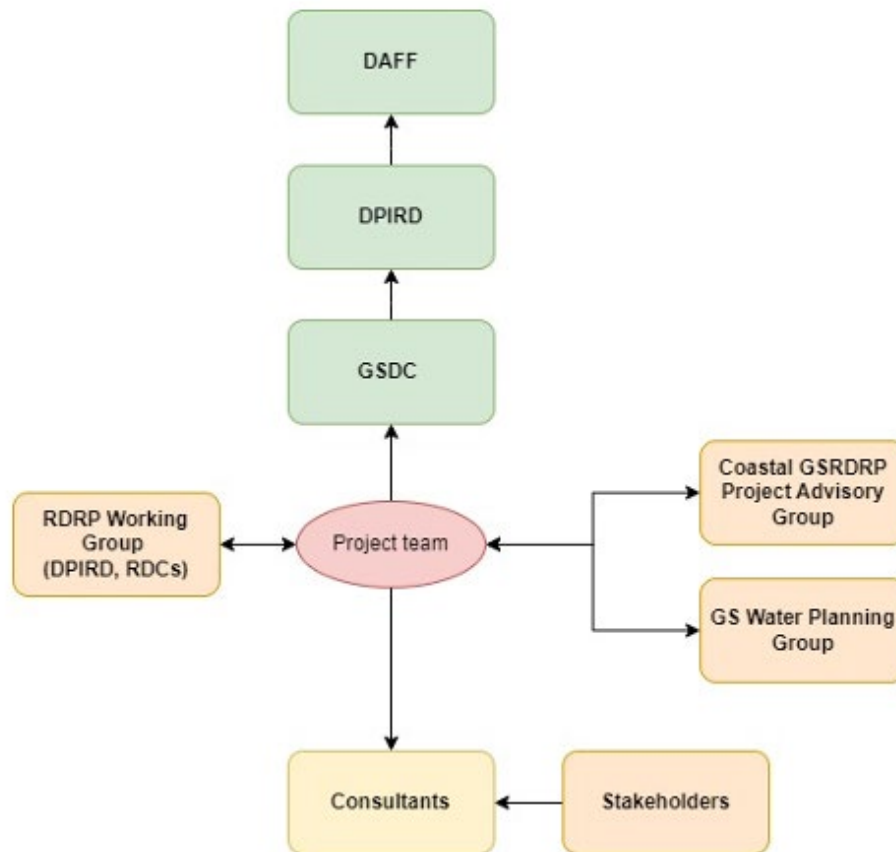 DAFF
DPIRD
GSDC
Coastal GSRDRP
Project Advisory
Group
RDRP Working
Group
(DPIRD, RDCs)
Project team
GS Water Planning
Group
Consultants
Stakeholders